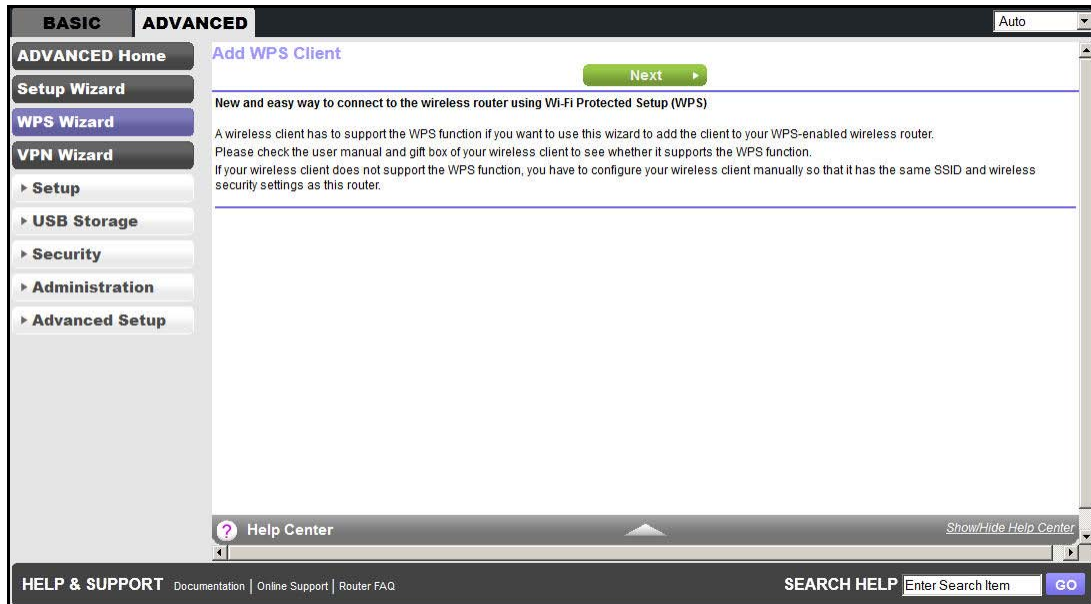 BASIC
ADVANCED
Auto
ADVANCED Home
Setup Wizard
WPS Wizard
VPN Wizard
Setup
USB Storage
Security
Administration
Advanced Setup
Add WPS Client
Next
New and easy way to connect to the wireless router using Wi-Fi Protected Setup (WPS)
A wireless client has to support the WPS function if you want to use this wizard to add the client to your WPS-enabled wireless router.
Please check the user manual and gift box of your wireless client to see whether it supports the WPS function.
If your wireless client does not support the WPS function, you have to configure your wireless client manually so that it has the same SSID and wireless
security settings as this router.
? Help Center
Show/Hide Help Center
HELP & SUPPORT Documentation | Online Support | Router FAQ
SEARCH HELP Enter Search Item GO